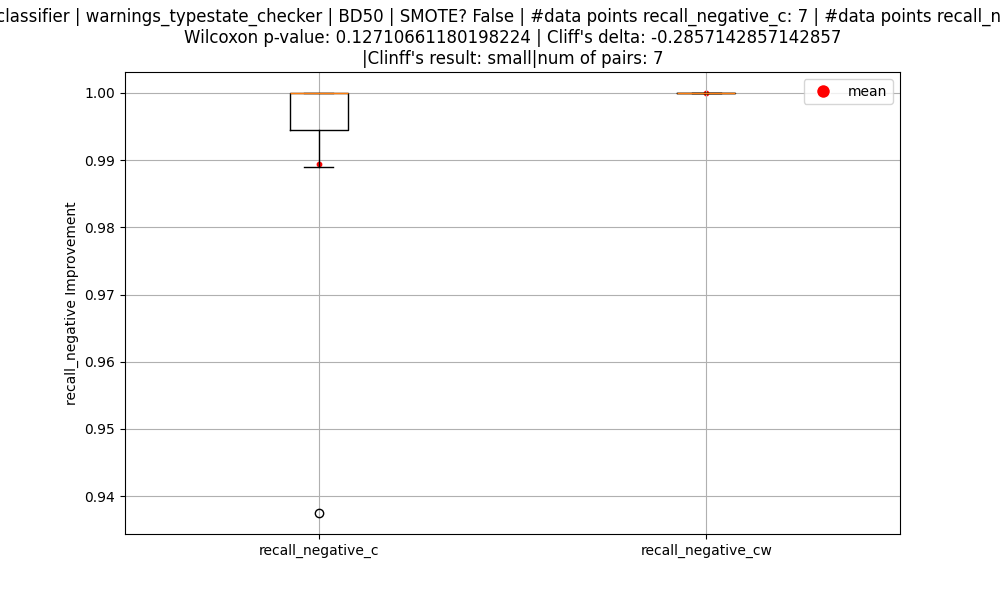 classifier | warnings_typestate_checker | BD50 | SMOTE? False | #data points recall_negative_c: 7 | #data points
Wilcoxon p-value: 0.12710661180198224 | Cliff's delta: -0.2857142857142857
|Clinff's result: small|num of pairs: 7
1.00
mean
0.99
0.98
0.97
0.96
0.95
0.94
recall_negative Improvement
recall_negative_c
recall_negative_cw